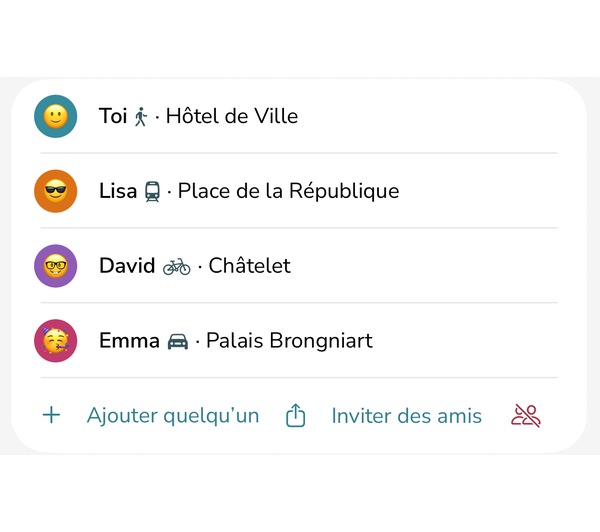 Toi · Hôtel de Ville
Lisa · Place de la République
David · Châtelet
Emma · Palais Brongniart
+ Ajouter quelqu’un Inviter des amis